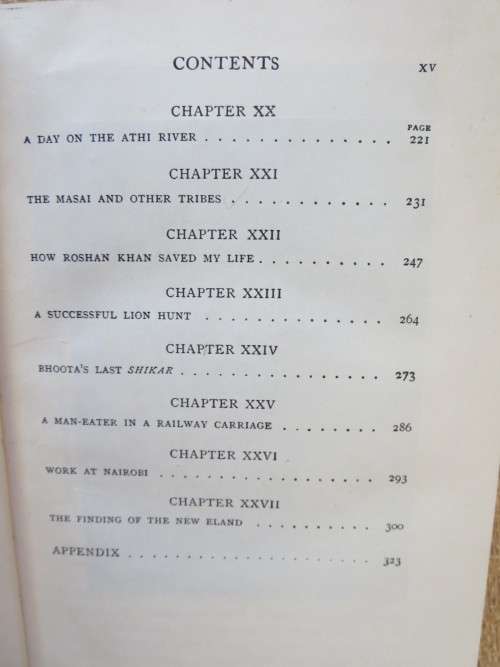 CONTENTS xv
CHAPTER XX
PAGE
A DAY ON THE ATHI RIVER . . . . . . . . . . . . . . 221
CHAPTER XXI
THE MASAI AND OTHER TRIBES . . . . . . . . . . . . 231
CHAPTER XXII
HOW ROSHAN KHAN SAVED MY LIFE . . . . . . . . . . 247
CHAPTER XXIII
A SUCCESSFUL LION HUNT . . . . . . . . . . . . . . 264
CHAPTER XXIV
BHOOTA'S LAST SHIKAR . . . . . . . . . . . . . . . . 273
CHAPTER XXV
A MAN-EATER IN A RAILWAY CARRIAGE . . . . . . . . 286
CHAPTER XXVI
WORK AT NAIROBI . . . . . . . . . . . . . . . . . . 293
CHAPTER XXVII
THE FINDING OF THE NEW ELAND . . . . . . . . . . 300
APPENDIX . . . . . . . . . . . . . . . . . . . . 323